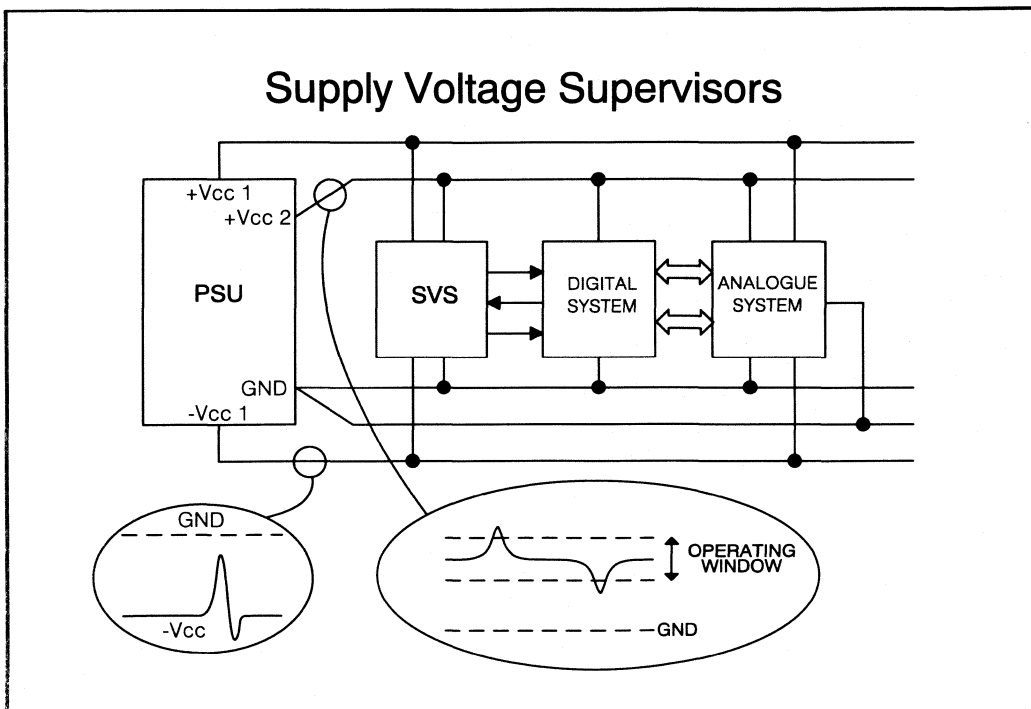 Supply Voltage Supervisors
+Vcc 1
+Vcc 2
PSU
SVS
DIGITAL
SYSTEM
ANALOGUE
SYSTEM
GND
-Vcc 1
GND
-Vcc
OPERATING
WINDOW
GND